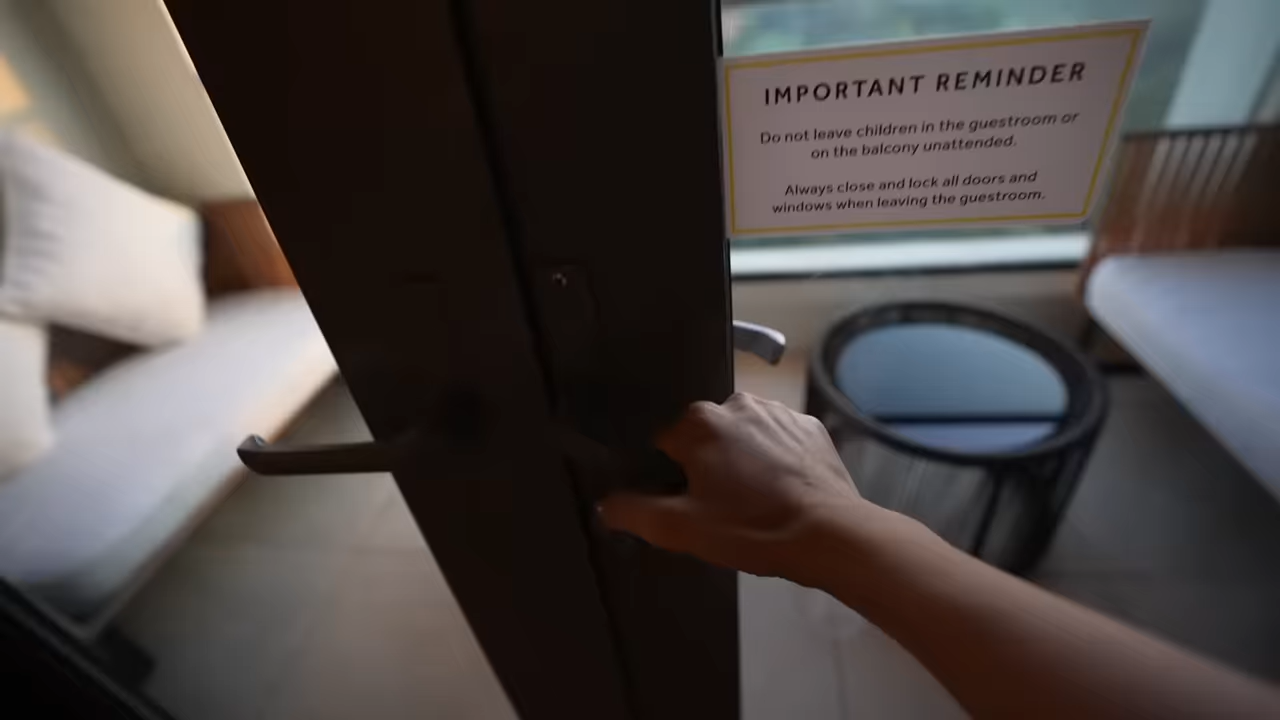 IMPORTANT REMINDER
Do not leave children in the guestroom or
on the balcony unattended.
Always close and lock all doors and
windows when leaving the guestroom.